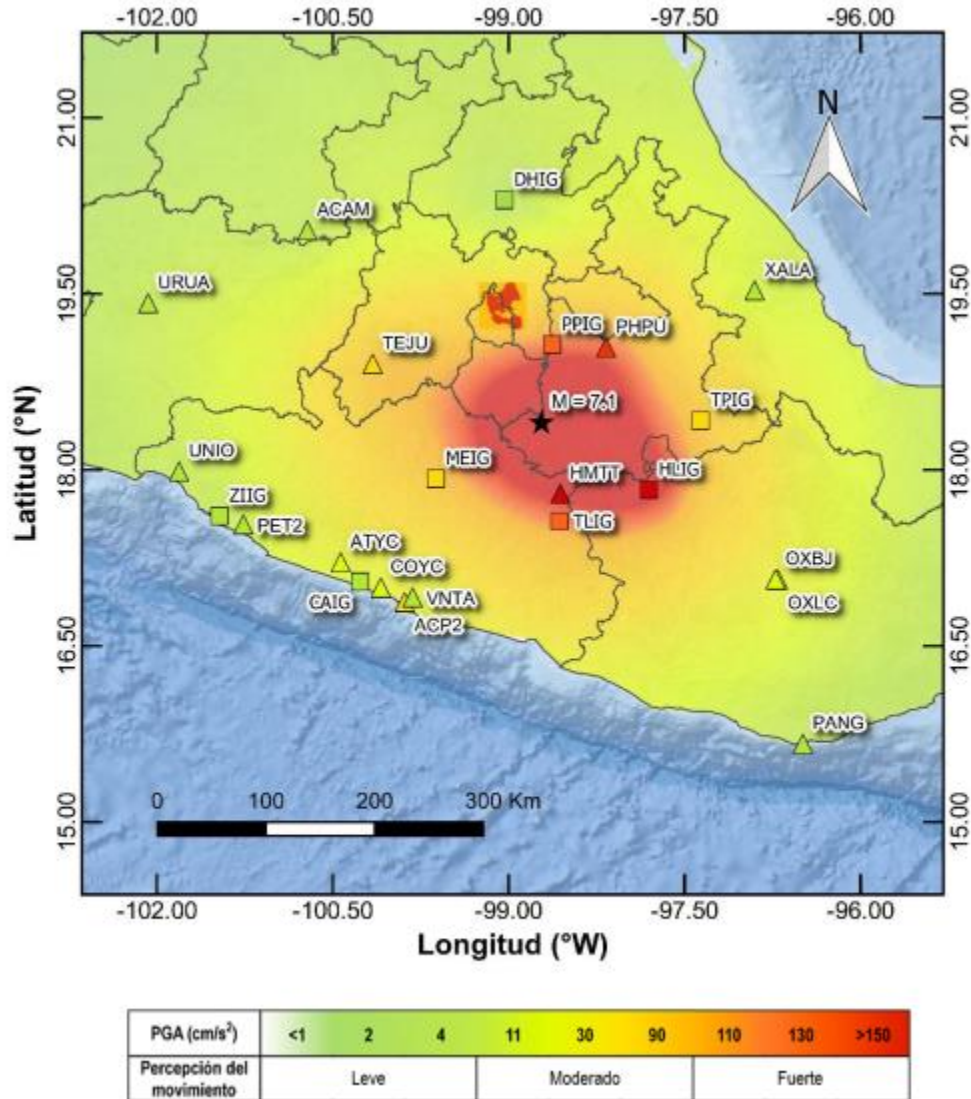 -102.00 -100.50 -99.00 -97.50 -96.00
21.00 21.00
N
DHIG
ACAM
XALA
URUA
19.50 19.50
PPIG PHPU
TEJU
M = 7.1
TPIG
UNIO
MEIG
HMTT HLIG
18.00 18.00
ZIIG
PET2
TLIG
ATYC
COYC
OXBJ
CAIG
VNTA
OXLC
ACP2
16.50 16.50
PANG
0 100 200 300 Km
15.00 15.00
-102.00 -100.50 -99.00 -97.50 -96.00
Latitud (°N)
Longitud (°W)
PGA (cm/s²) <1 2 4 11 30 90 110 130 >150
Percepción del
movimiento
Leve Moderado Fuerte